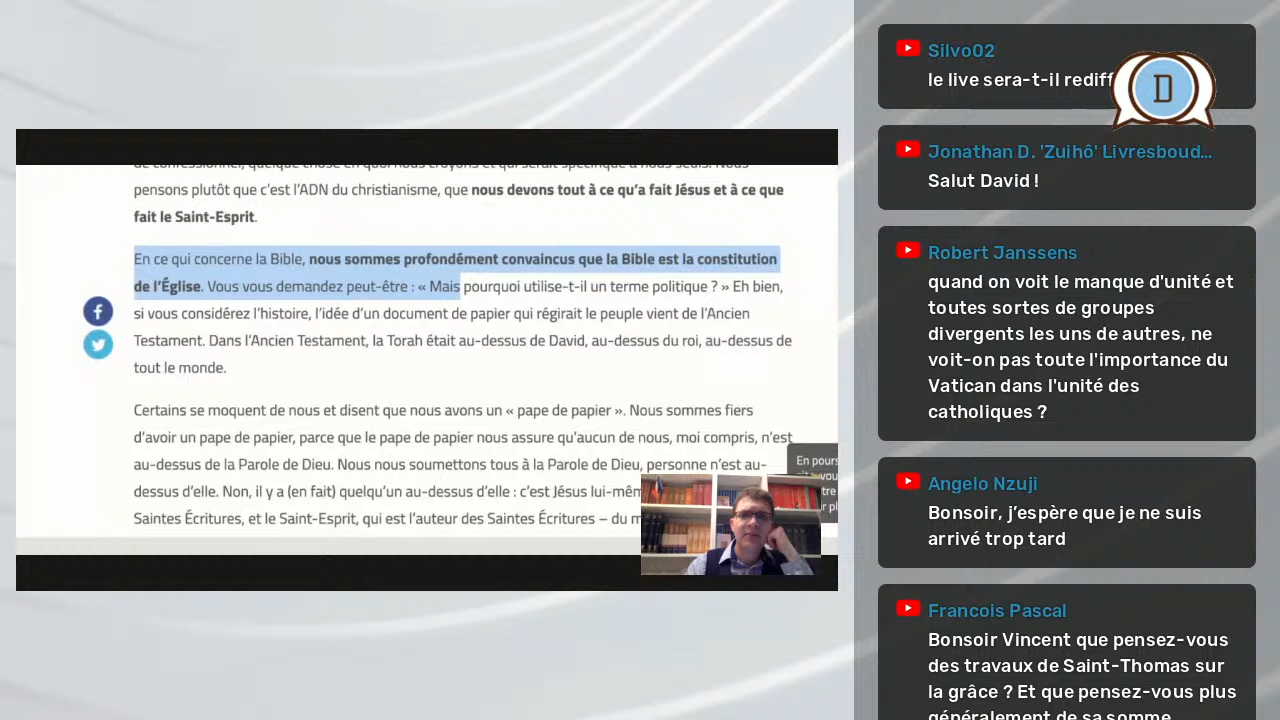 pensons plutôt que c’est l’ADN du christianisme, que nous devons tout à ce qu’a fait Jésus et à ce que
fait le Saint-Esprit.
En ce qui concerne la Bible, nous sommes profondément convaincus que la Bible est la constitution
de l’Église. Vous vous demandez peut-être : « Mais pourquoi utilise-t-il un terme politique ? » Eh bien,
si vous considérez l’histoire, l’idée d’un document de papier qui régirait le peuple vient de l’Ancien
Testament. Dans l’Ancien Testament, la Torah était au-dessus de David, au-dessus du roi, au-dessus de
tout le monde.
Certains se moquent de nous et disent que nous avons un « pape de papier ». Nous sommes fiers
d’avoir un pape de papier, parce que le pape de papier nous assure qu’aucun de nous, moi compris, n’est
au-dessus de la Parole de Dieu. Nous nous soumettons tous à la Parole de Dieu, personne n’est au-
dessus d’elle. Non, il y a (en fait) quelqu’un au-dessus d’elle : c’est Jésus
Saintes Écritures, et le Saint-Esprit, qui est l’auteur des Saintes Écritures – du
En
Silvo02
le live sera-t-il
D
Jonathan D. 'Zuihô' Livresboud...
Salut David !
Robert Janssens
quand on voit le manque d'unité et
toutes sortes de groupes
divergents les uns de autres, ne
voit-on pas toute l'importance du
Vatican dans l'unité des
catholiques ?
Angelo Nzuji
Bonsoir, j’espère que je ne suis
arrivé trop tard
Francois Pascal
Bonsoir Vincent que pensez-vous
des travaux de Saint-Thomas sur
la grâce ? Et que pensez-vous plus
généralement de sa somme